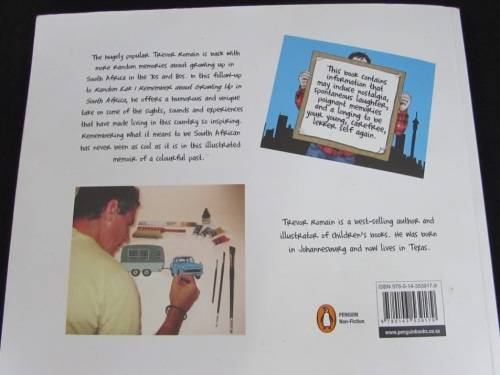 The hugely popular Trevor Romain is back with
more random memories about growing up in
South Africa in the 70s and 80s. In this follow-up
to Random Kak I Remember about Growing Up in
South Africa, he offers a humorous and unique
take on some of the sights, sounds and experiences
that have made living in this country so inspiring.
Remembering what it means to be South African
has never been as cool as it is in this illustrated
memoir of a colourful past.
This book contains
information that
may induce nostalgia,
spontaneous laughter,
poignant memories
and a longing to be
your young, carefree,
lekker self again.
Trevor Romain is a best-selling author and
illustrator of children's books. He was born
in Johannesburg and now lives in Texas.
PENGUIN
Non-Fiction
www.penguinbooks.co.za